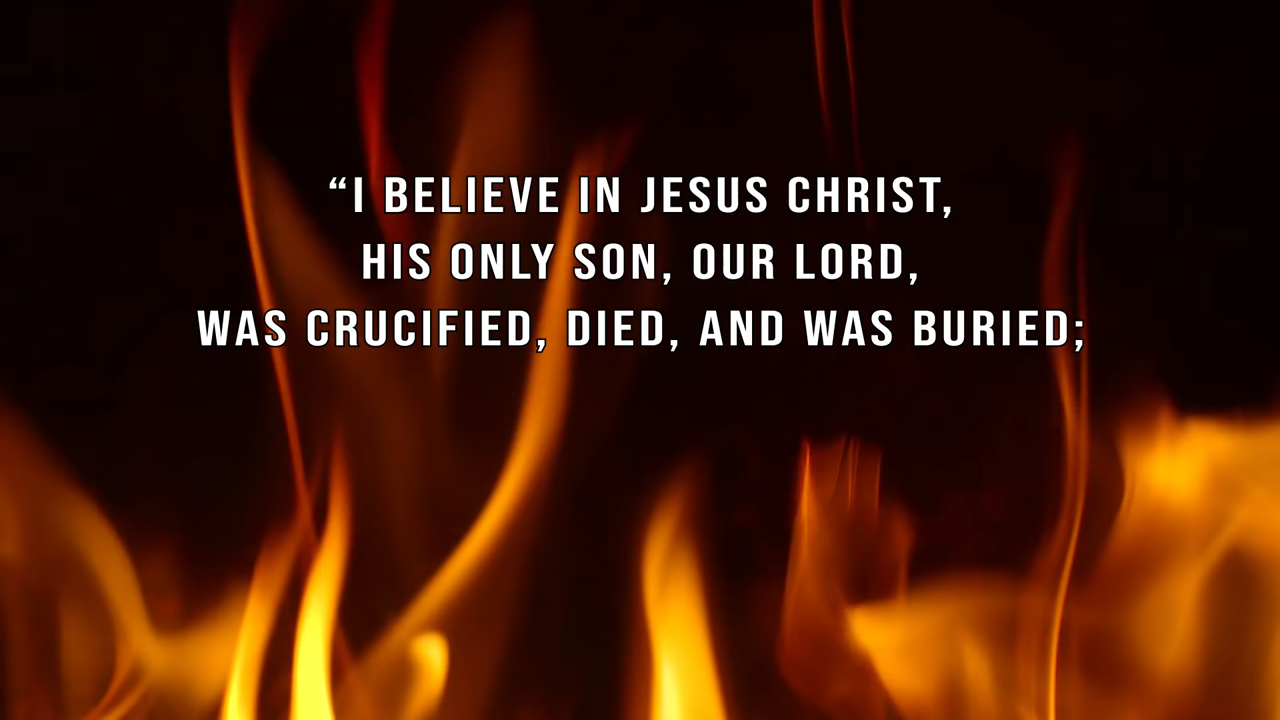 “I BELIEVE IN JESUS CHRIST,
HIS ONLY SON, OUR LORD,
WAS CRUCIFIED, DIED, AND WAS BURIED;